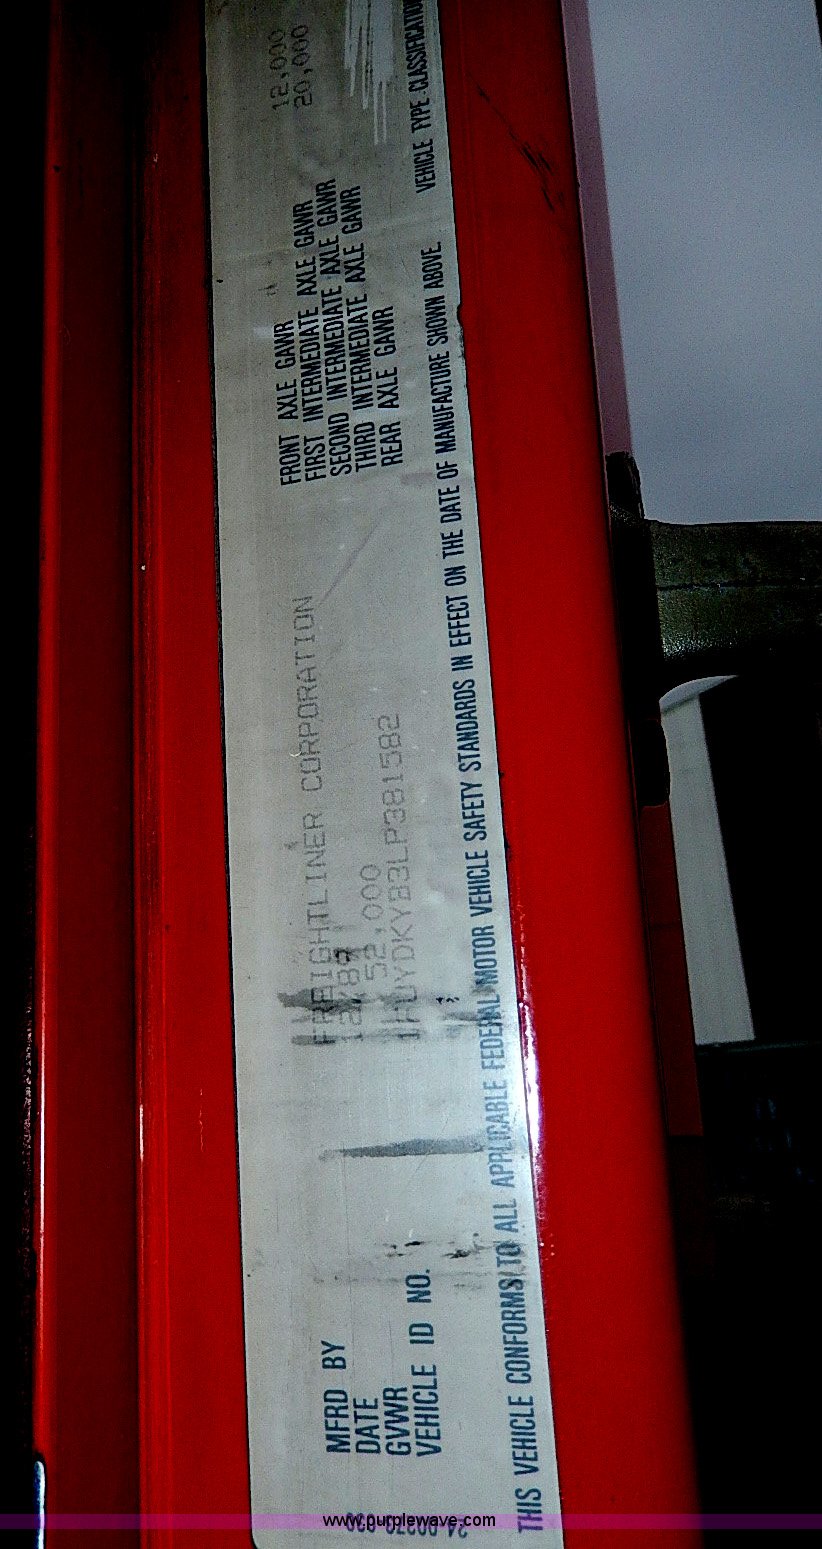 MFRD BY FREIGHTLINER CORPORATION
DATE 12/89
GVWR 52,000
VEHICLE ID NO. 1FUYDKYB3LP381582
FRONT AXLE GAWR 12,000
FIRST INTERMEDIATE AXLE GAWR 20,000
SECOND INTERMEDIATE AXLE GAWR
THIRD INTERMEDIATE AXLE GAWR
REAR AXLE GAWR
THIS VEHICLE CONFORMS TO ALL APPLICABLE FEDERAL MOTOR VEHICLE SAFETY STANDARDS IN EFFECT ON THE DATE OF MANUFACTURE SHOWN ABOVE. VEHICLE TYPE CLASSIFICATION
www.purplewave.com